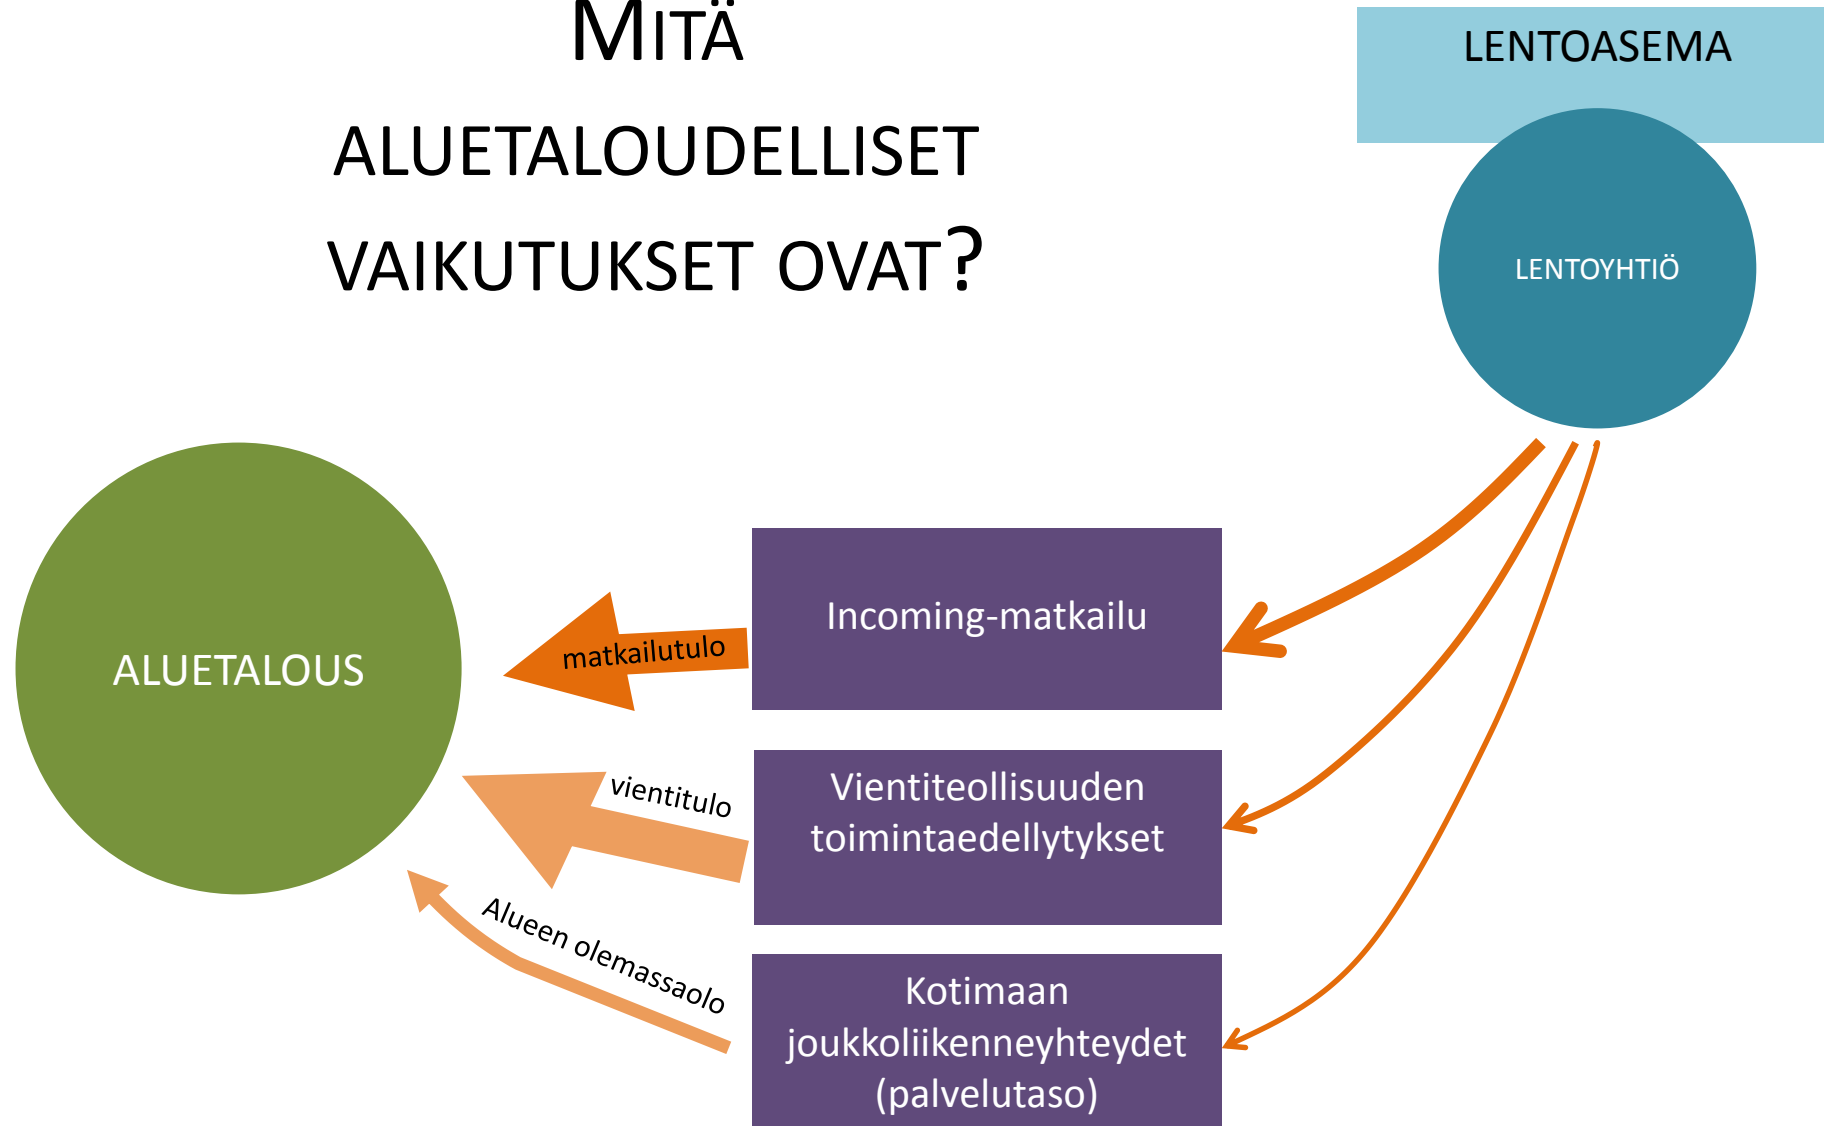 MITÄ
ALUETALOUDELLISET
VAIKUTUKSET OVAT?
LENTOASEMA
LENTOYHTIÖ
ALUETALOUS
matkailutulo
Incoming-matkailu
vientitulo
Vientiteollisuuden
toimintaedellytykset
Alueen olemassaolo
Kotimaan
joukkoliikenneyhteydet
(palvelutaso)